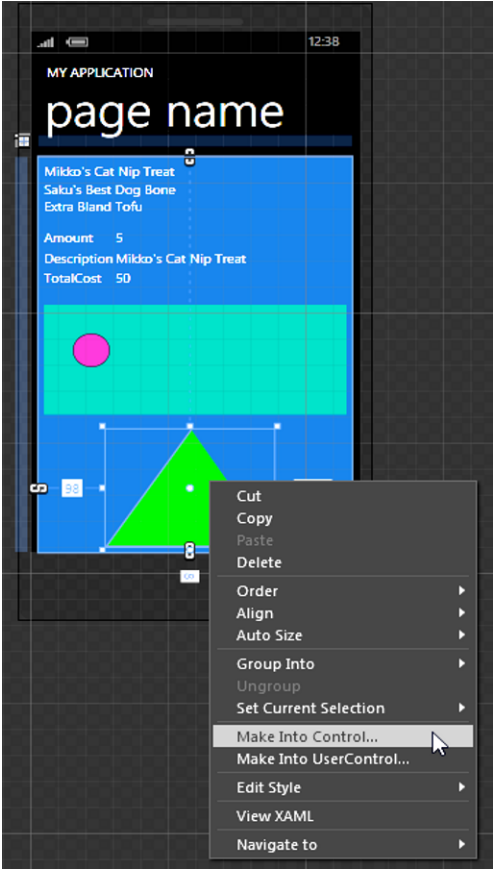 12:38
MY APPLICATION
page name
Mikko's Cat Nip Treat
Saku's Best Dog Bone
Extra Bland Tofu
Amount 5
Description Mikko's Cat Nip Treat
TotalCost 50
98
Cut
Copy
Paste
Delete
Order
Align
Auto Size
Group Into
Ungroup
Set Current Selection
Make Into Control...
Make Into UserControl...
Edit Style
View XAML
Navigate to